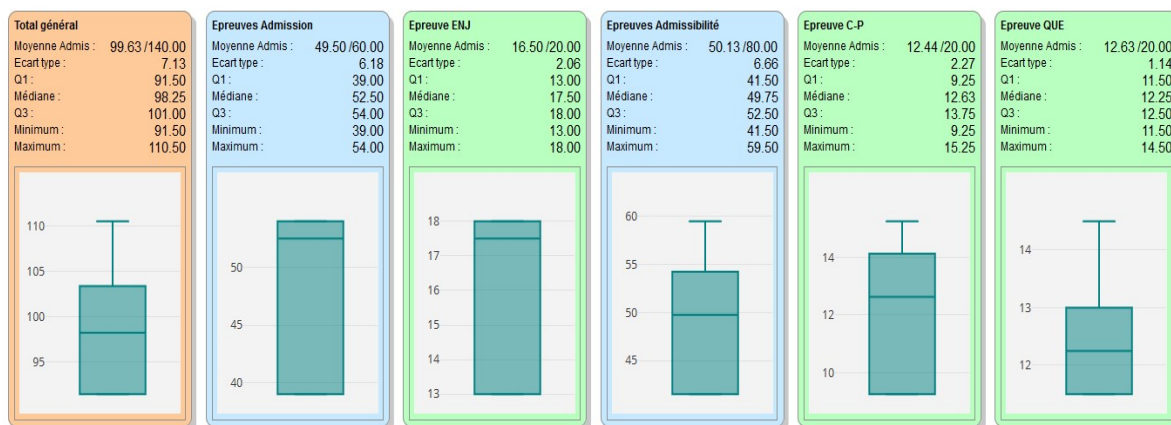 Total général
Moyenne Admis : 99.63 /140.00
Ecart type : 7.13
Q1 : 91.50
Médiane : 98.25
Q3 : 101.00
Minimum : 91.50
Maximum : 110.50
110
105
100
95
Epreuves Admission
Moyenne Admis : 49.50 /60.00
Ecart type : 6.18
Q1 : 39.00
Médiane : 52.50
Q3 : 54.00
Minimum : 39.00
Maximum : 54.00
50
45
40
Epreuve ENJ
Moyenne Admis : 16.50 /20.00
Ecart type : 2.06
Q1 : 13.00
Médiane : 17.50
Q3 : 18.00
Minimum : 13.00
Maximum : 18.00
18
17
16
15
14
13
Epreuves Admissibilité
Moyenne Admis : 50.13 /80.00
Ecart type : 6.66
Q1 : 41.50
Médiane : 49.75
Q3 : 52.50
Minimum : 41.50
Maximum : 59.50
60
55
50
45
Epreuve C-P
Moyenne Admis : 12.44 /20.00
Ecart type : 2.27
Q1 : 9.25
Médiane : 12.63
Q3 : 13.75
Minimum : 9.25
Maximum : 15.25
14
12
10
Epreuve QUE
Moyenne Admis : 12.63 /20.00
Ecart type : 1.14
Q1 : 11.50
Médiane : 12.25
Q3 : 12.50
Minimum : 11.50
Maximum : 14.50
14
13
12